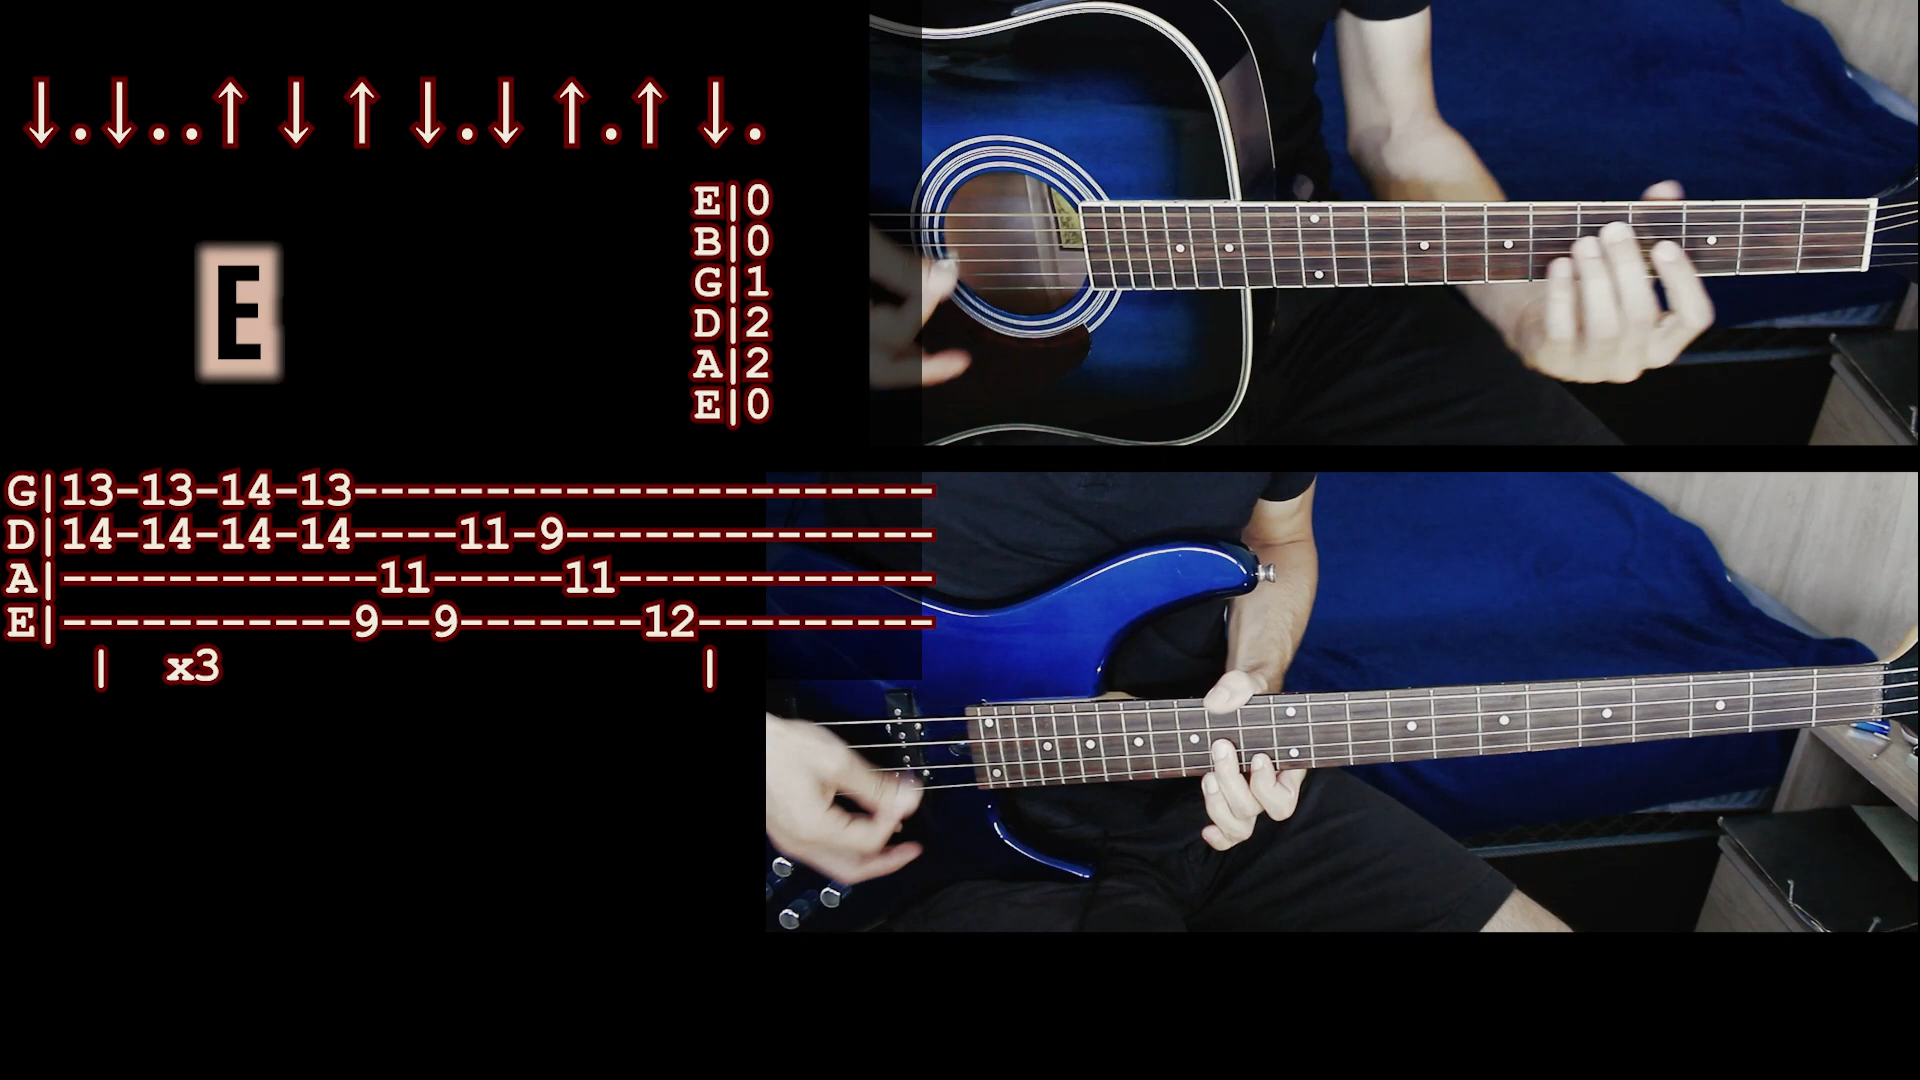 ↓.↓..↑ ↓ ↑ ↓.↓ ↑.↑ ↓.
E
E|0
B|0
G|1
D|2
A|2
E|0
G|13-13-14-13----------------------
D|14-14-14-14----11-9--------------
A|------------11-----11------------
E|-----------9--9-------12---------
| x3 |